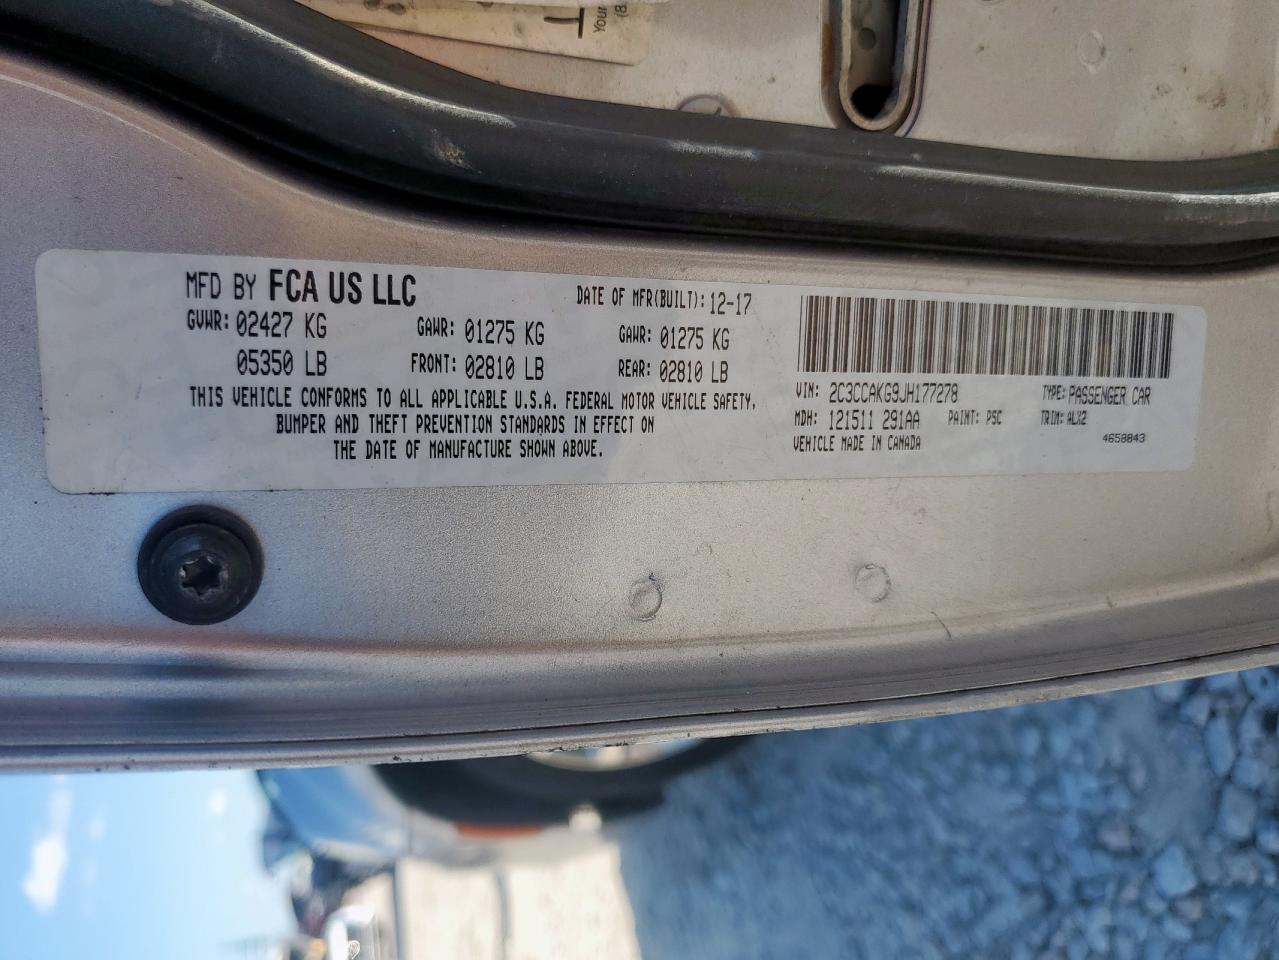 Your
MFD BY FCA US LLC
DATE OF MFR(BUILT): 12-17
GVWR: 02427 KG GAWR: 01275 KG GAWR: 01275 KG
05350 LB FRONT: 02810 LB REAR: 02810 LB
THIS VEHICLE CONFORMS TO ALL APPLICABLE U.S.A. FEDERAL MOTOR VEHICLE SAFETY,
BUMPER AND THEFT PREVENTION STANDARDS IN EFFECT ON
THE DATE OF MANUFACTURE SHOWN ABOVE.
VIN: 2C3CCAKG9JH177278 TYPE: PASSENGER CAR
MDH: 121511 291AA PAINT: PSC TRIM: ALX2
VEHICLE MADE IN CANADA 4658843